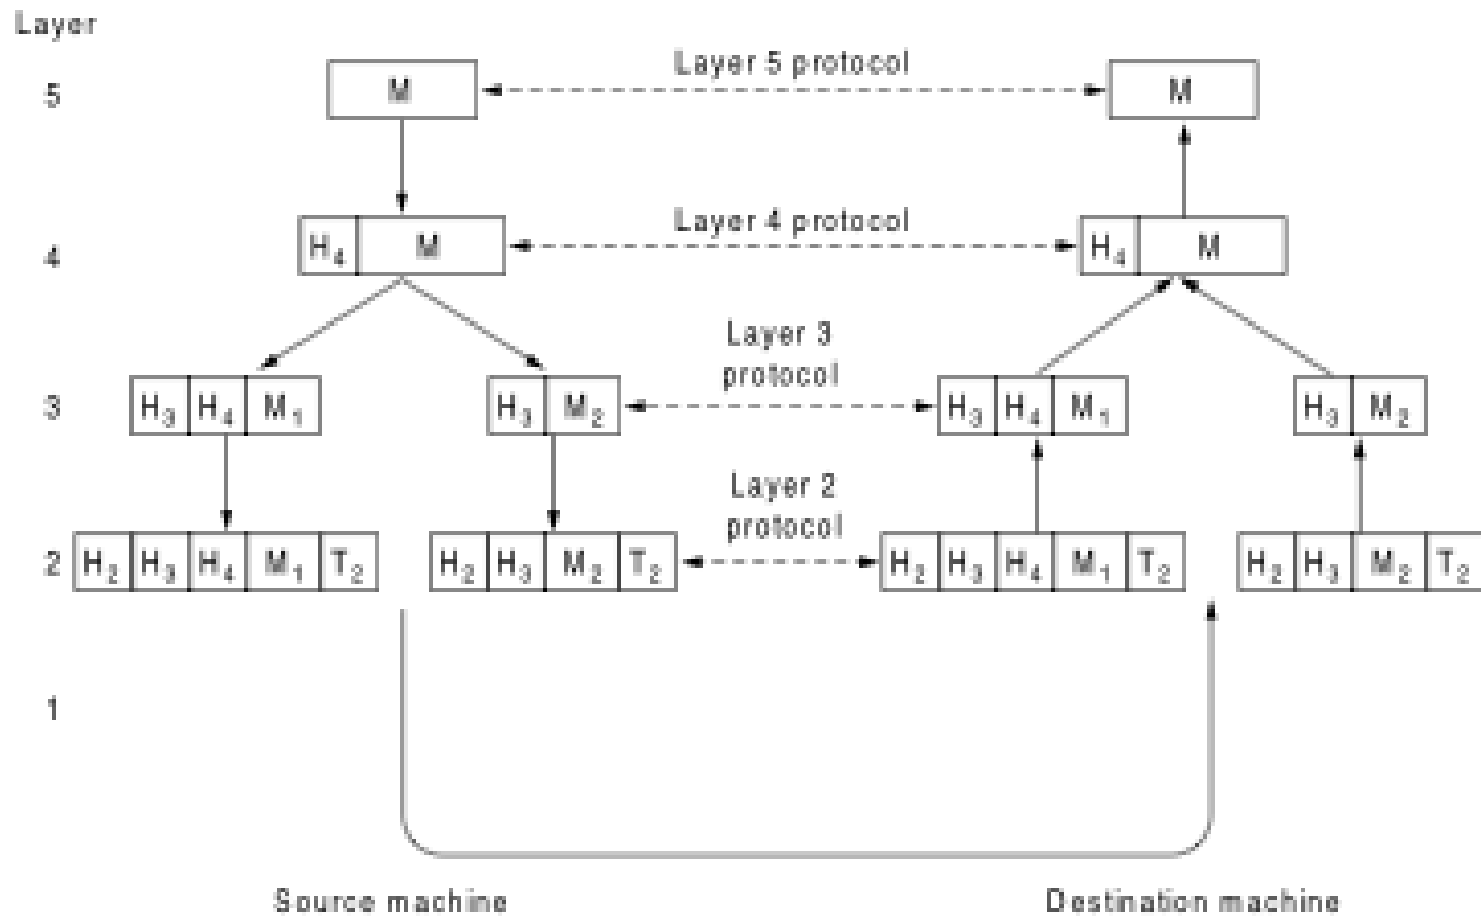 Layer
5 M Layer 5 protocol M
4 H₄ M Layer 4 protocol H₄ M
Layer 3
protocol
3 H₃ H₄ M₁ H₃ M₂ H₃ H₄ M₁ H₃ M₂
Layer 2
protocol
2 H₂ H₃ H₄ M₁ T₂ H₂ H₃ M₂ T₂ H₂ H₃ H₄ M₁ T₂ H₂ H₃ M₂ T₂
1
Source machine Destination machine